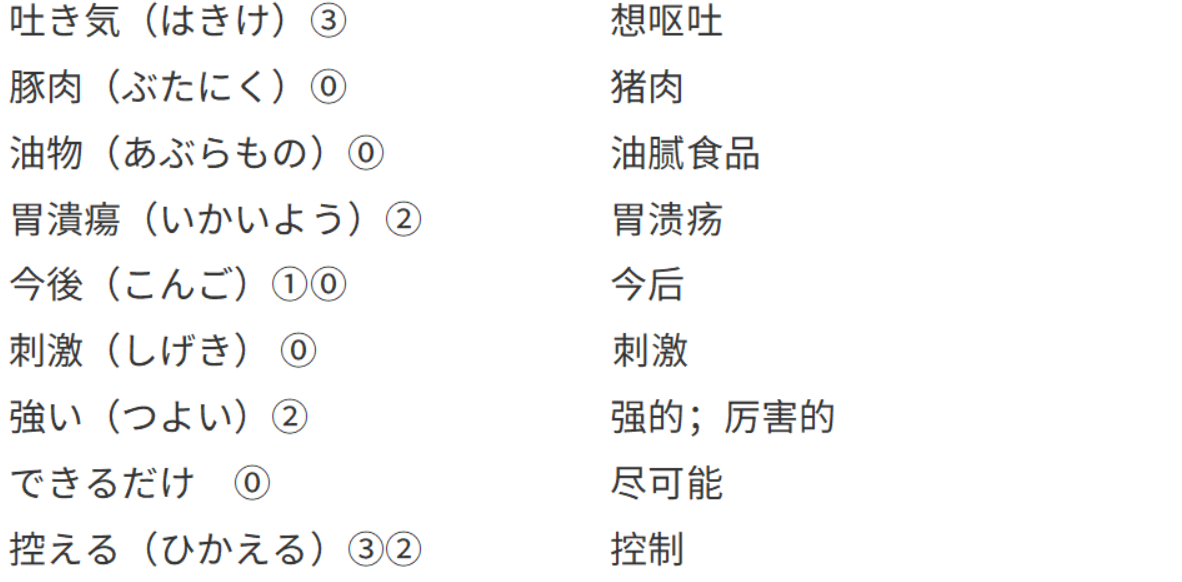 吐き気（はきけ）③ 想呕吐
豚肉（ぶたにく）⓪ 猪肉
油物（あぶらもの）⓪ 油腻食品
胃潰瘍（いかいよう）② 胃溃疡
今後（こんご）①⓪ 今后
刺激（しげき） ⓪ 刺激
強い（つよい）② 强的；厉害的
できるだけ　⓪ 尽可能
控える（ひかえる）③② 控制